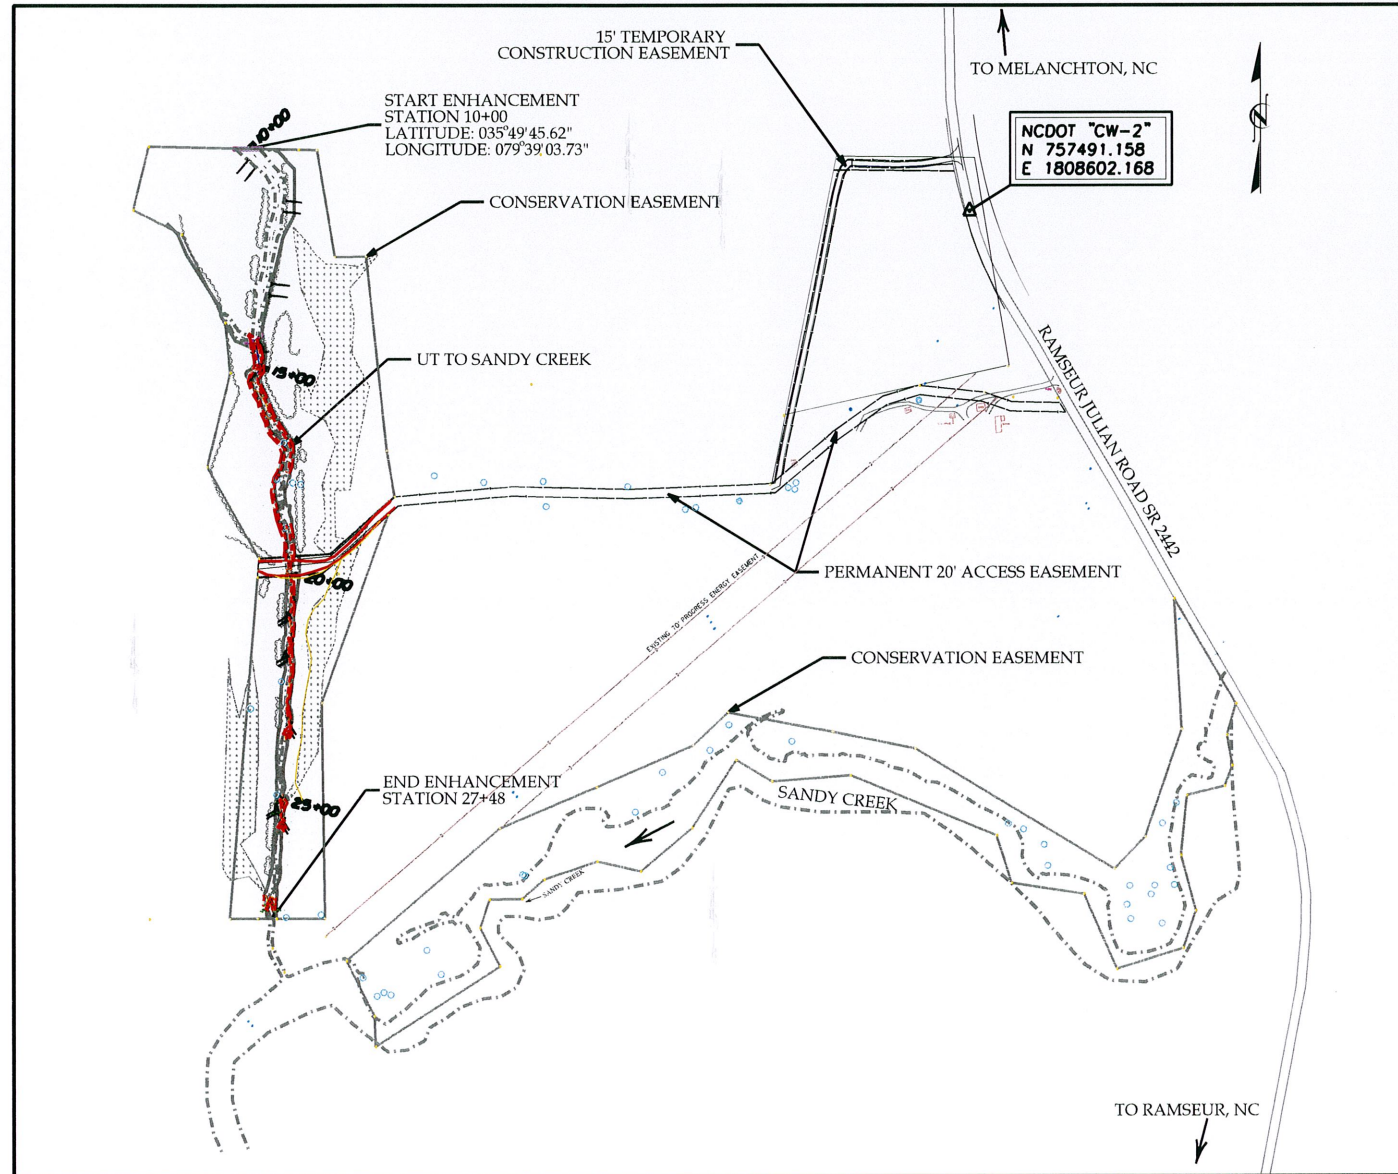 15' TEMPORARY
CONSTRUCTION EASEMENT
TO MELANCHTON, NC
START ENHANCEMENT
STATION 10+00
LATITUDE: 035°49'45.62"
LONGITUDE: 079°39'03.73"
10+00
NCDOT "CW-2"
N 757491.158
E 1808602.168
N
CONSERVATION EASEMENT
UT TO SANDY CREEK
15+00
RAMSEUR JULIAN ROAD SR 2442
20+00
PERMANENT 20' ACCESS EASEMENT
EXISTING 70' PROGRESS ENERGY EASEMENT
CONSERVATION EASEMENT
END ENHANCEMENT
STATION 27+48
25+00
SANDY CREEK
SANDY CREEK
TO RAMSEUR, NC